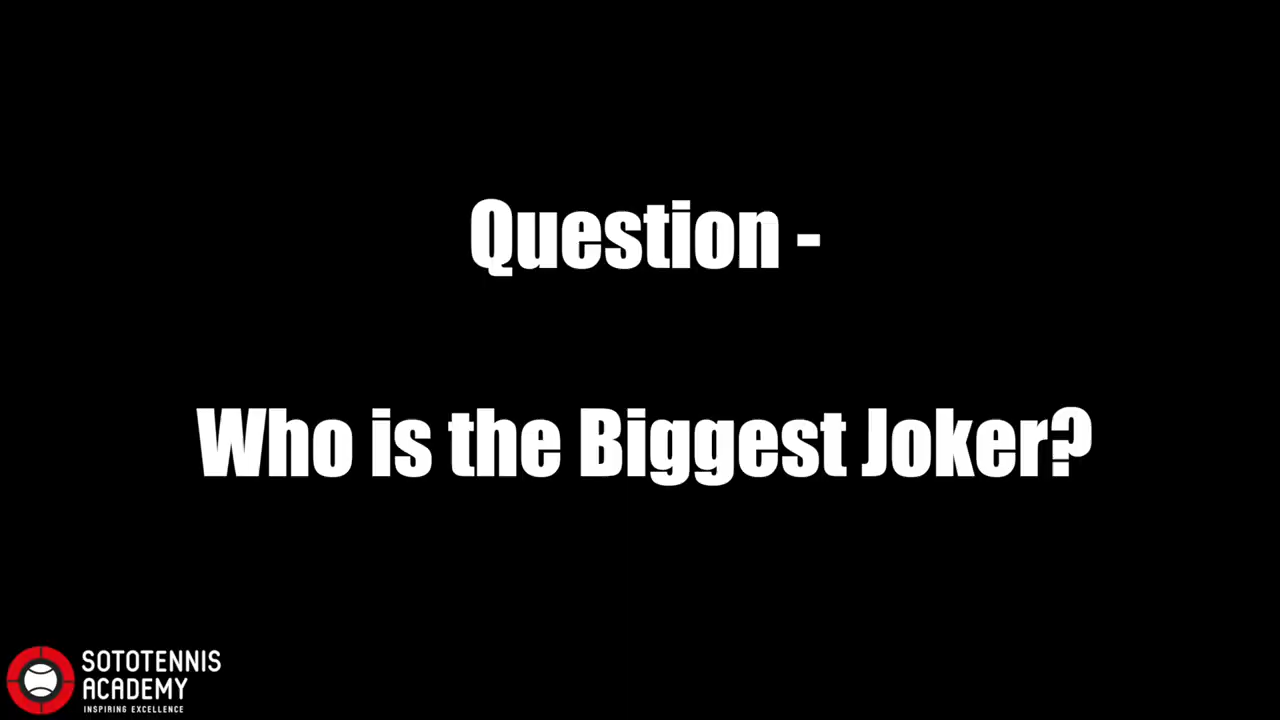 Question -
Who is the Biggest Joker?
SOTOTENNIS
ACADEMY
INSPIRING EXCELLENCE